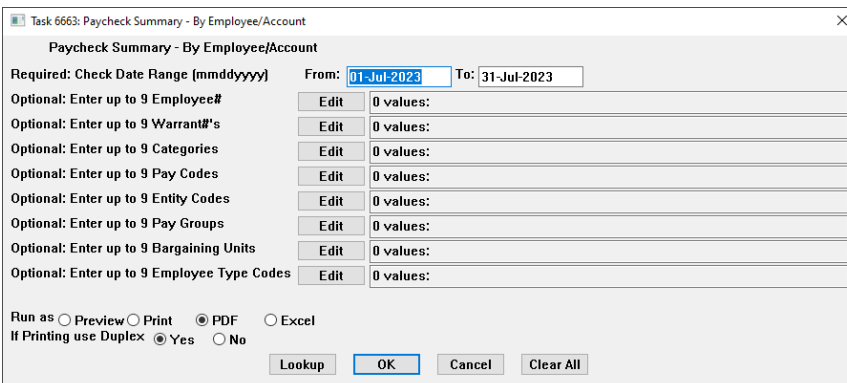 Task 6663: Paycheck Summary - By Employee/Account
Paycheck Summary - By Employee/Account
Required: Check Date Range (mmddyyyy) From: 01-Jul-2023 To: 31-Jul-2023
Optional: Enter up to 9 Employee# Edit 0 values:
Optional: Enter up to 9 Warrant#'s Edit 0 values:
Optional: Enter up to 9 Categories Edit 0 values:
Optional: Enter up to 9 Pay Codes Edit 0 values:
Optional: Enter up to 9 Entity Codes Edit 0 values:
Optional: Enter up to 9 Pay Groups Edit 0 values:
Optional: Enter up to 9 Bargaining Units Edit 0 values:
Optional: Enter up to 9 Employee Type Codes Edit 0 values:
Run as Preview Print PDF Excel
If Printing use Duplex Yes No
Lookup OK Cancel Clear All